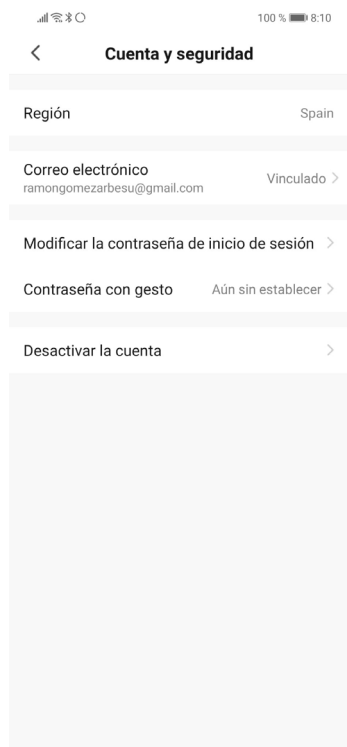 100 % 8:10
Cuenta y seguridad
Región Spain
Correo electrónico
ramongomezarbesu@gmail.com Vinculado
Modificar la contraseña de inicio de sesión
Contraseña con gesto Aún sin establecer
Desactivar la cuenta